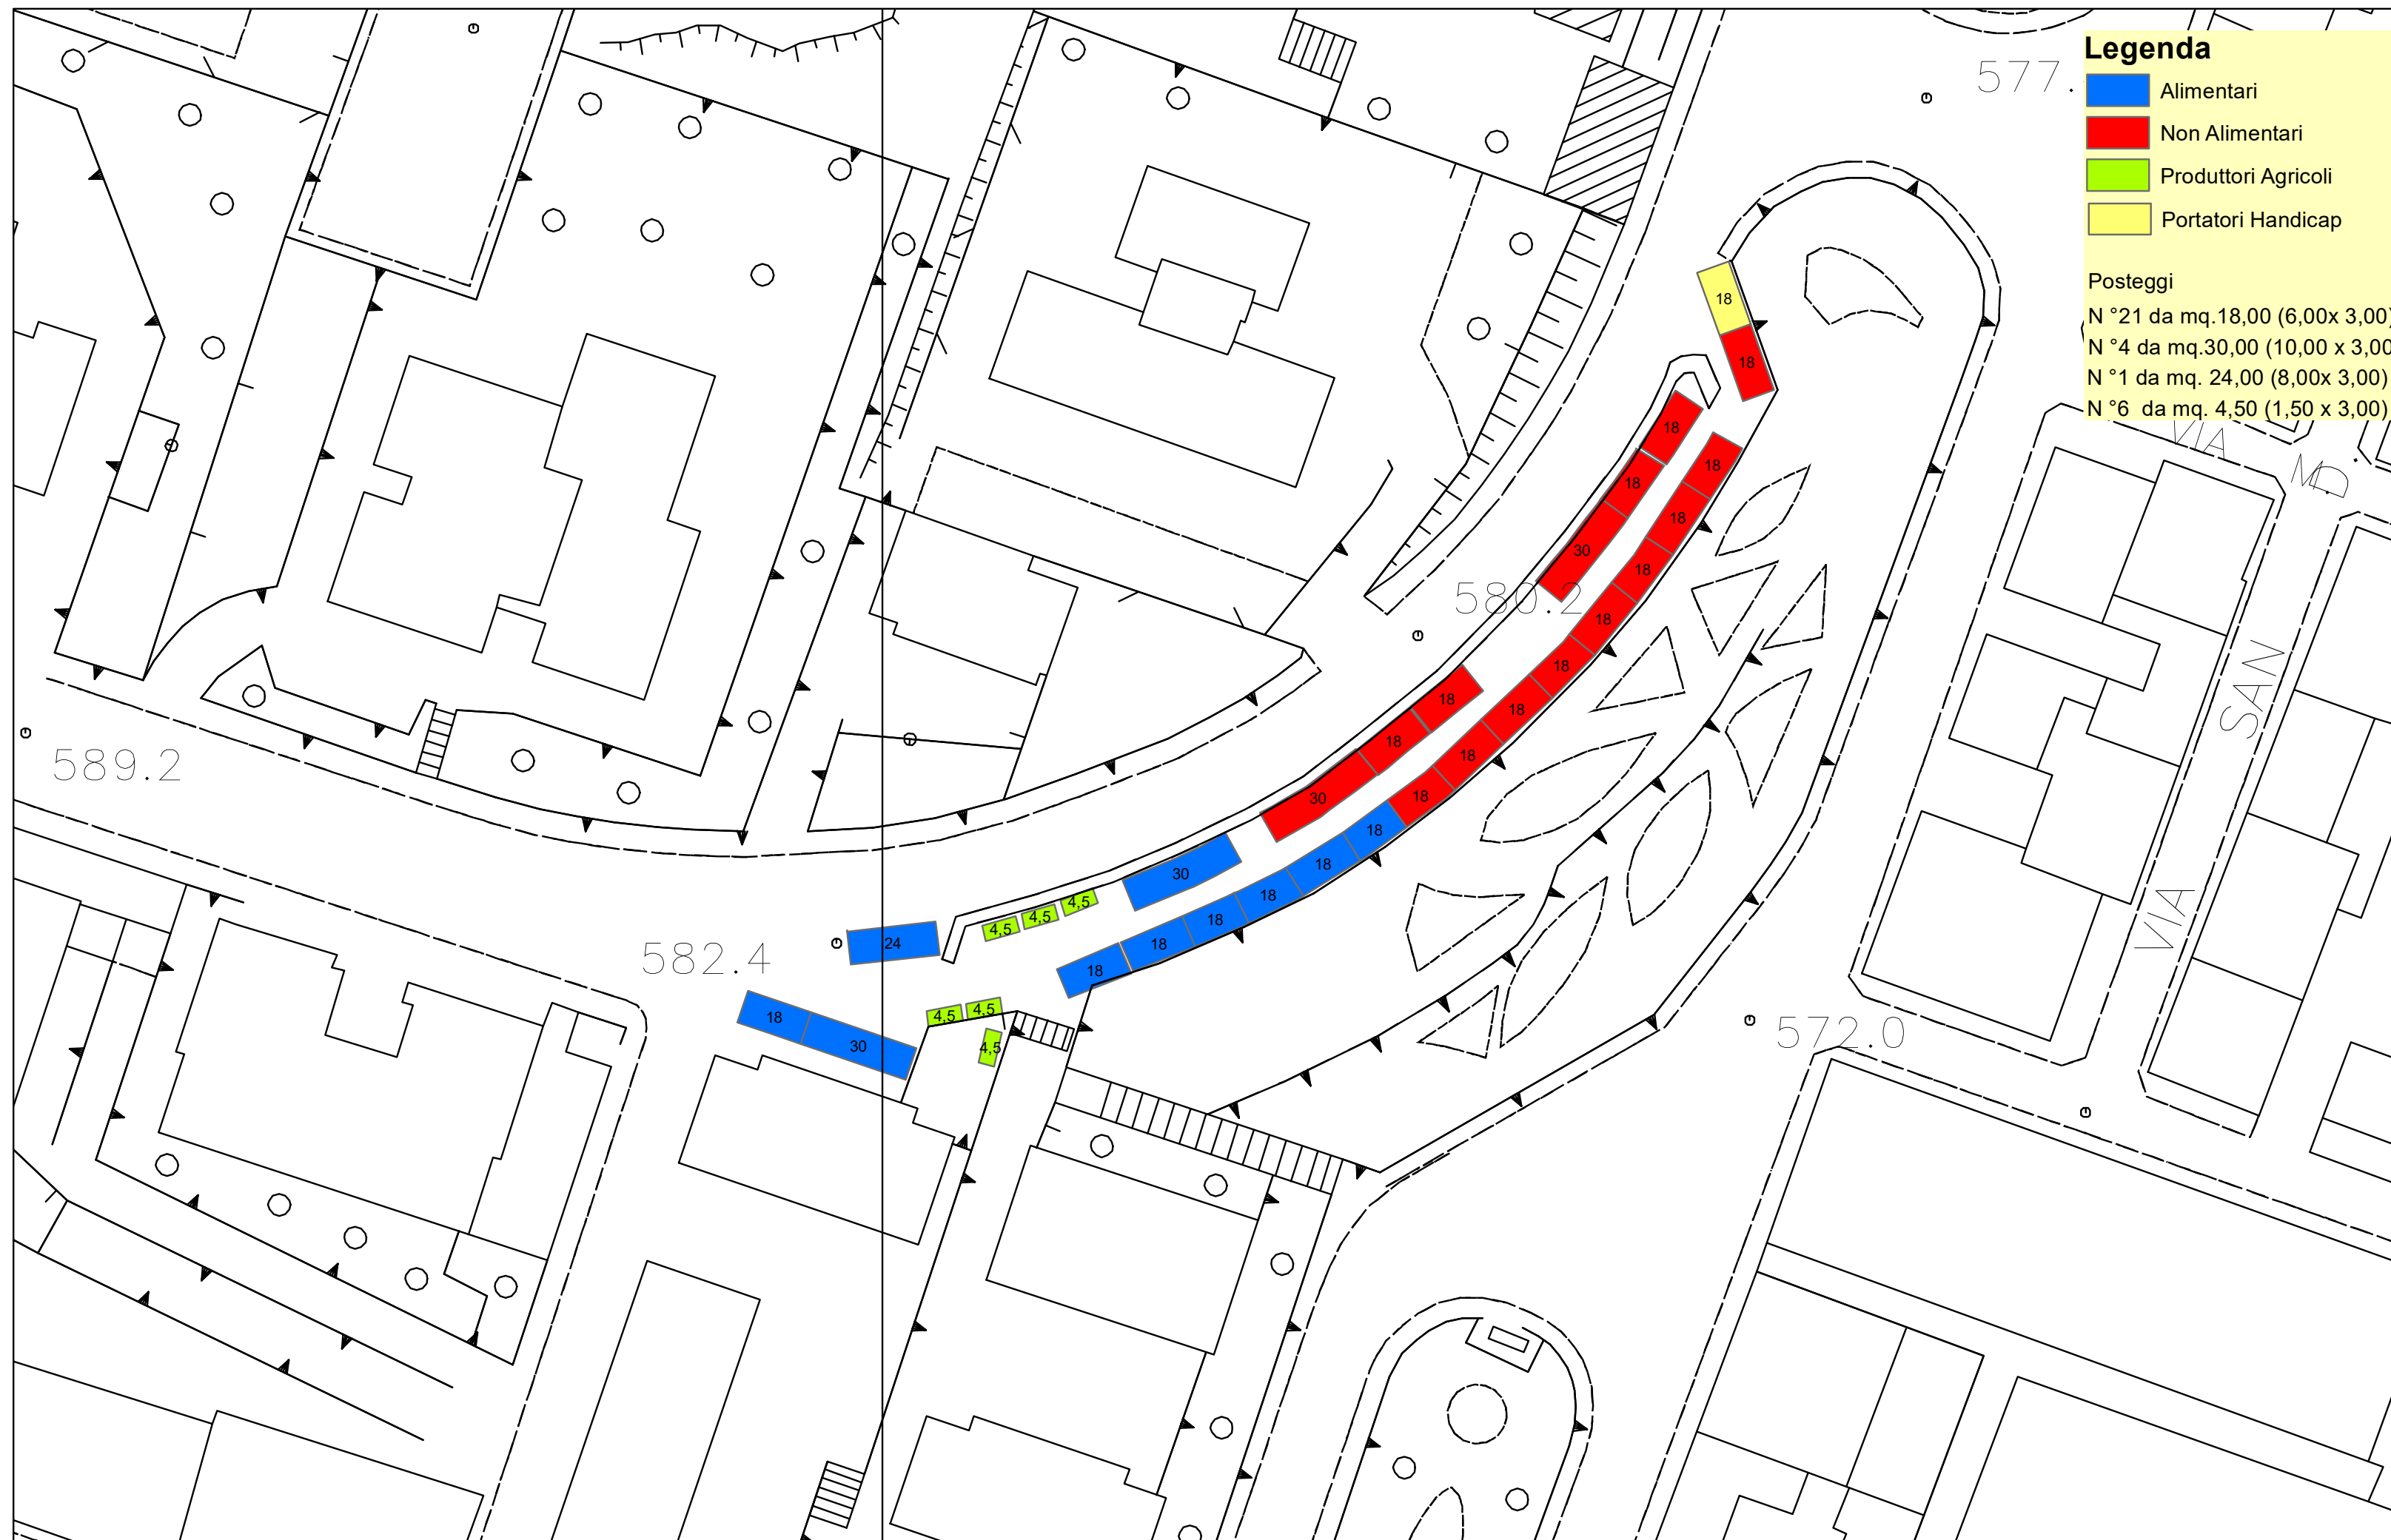 Legenda
577.
Alimentari
Non Alimentari
Produttori Agricoli
Portatori Handicap
Posteggi
N °21 da mq.18,00 (6,00x 3,00)
N °4 da mq.30,00 (10,00 x 3,00
N °1 da mq. 24,00 (8,00x 3,00)
N °6 da mq. 4,50 (1,50 x 3,00)
18
18
18
VIA M.D.
18
18
18
30
18
580.2
18
18
18
18
18
SAN
18
589.2
18
30
18
18
18
30
18
4,5
4,5
4,5
18
VIA
24
18
582.4
18
4,5
4,5
18
30
4,5
572.0